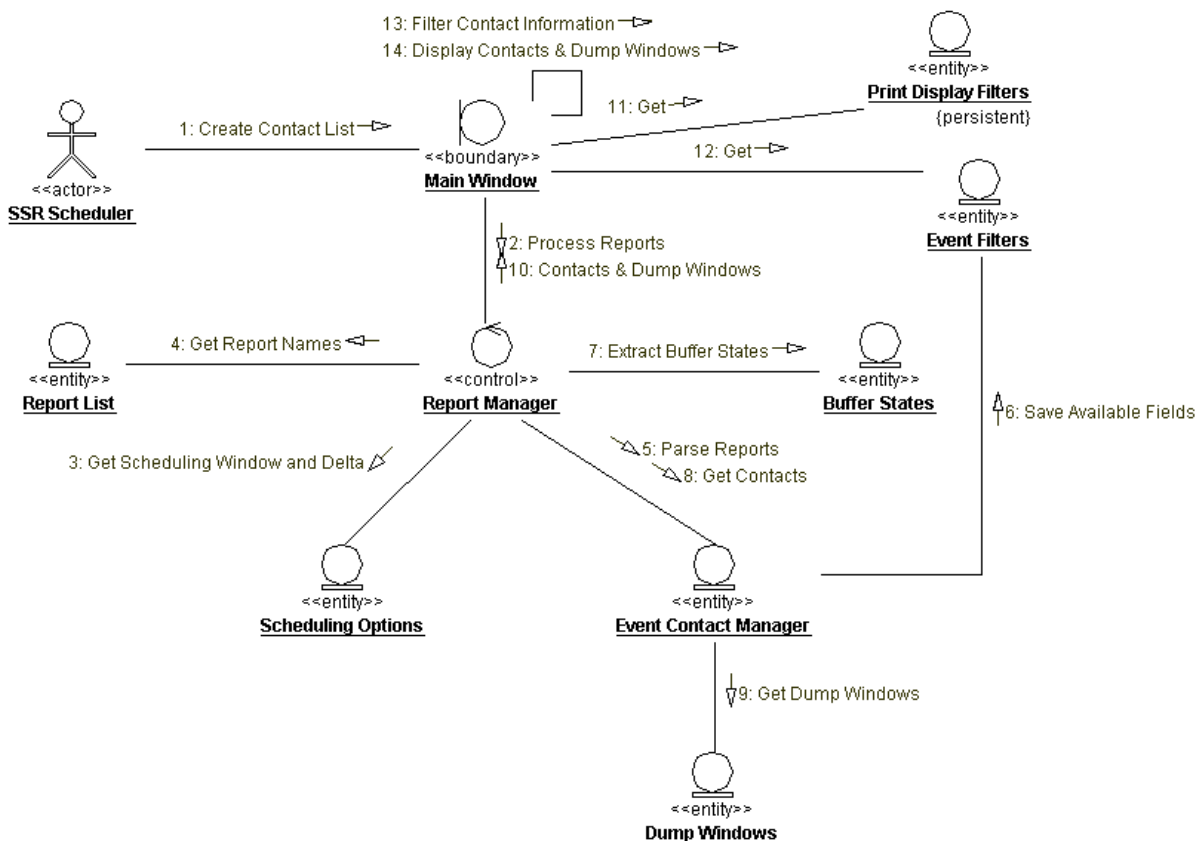 13: Filter Contact Information
14: Display Contacts & Dump Windows
<<entity>>
Print Display Filters
{persistent}
11: Get
1: Create Contact List
<<boundary>>
Main Window
12: Get
<<actor>>
SSR Scheduler
<<entity>>
Event Filters
2: Process Reports
10: Contacts & Dump Windows
4: Get Report Names
7: Extract Buffer States
<<entity>>
Report List
<<control>>
Report Manager
<<entity>>
Buffer States
6: Save Available Fields
3: Get Scheduling Window and Delta
5: Parse Reports
8: Get Contacts
<<entity>>
Scheduling Options
<<entity>>
Event Contact Manager
9: Get Dump Windows
<<entity>>
Dump Windows